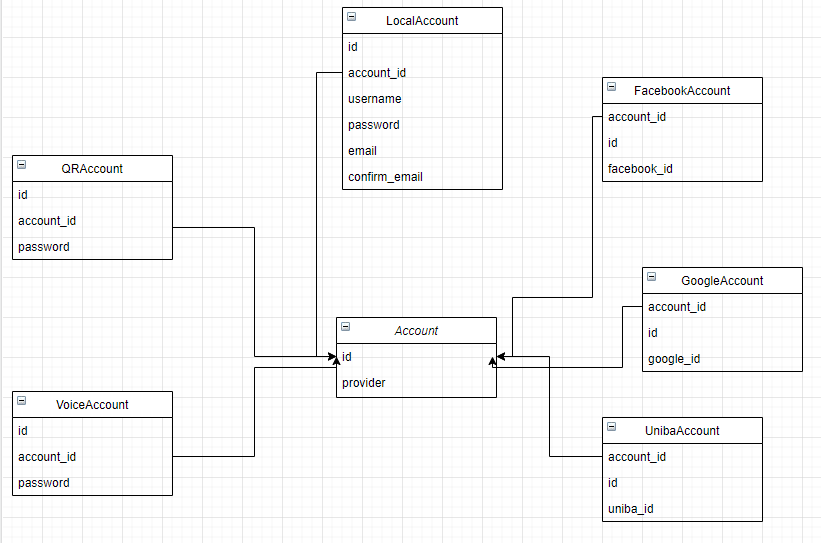 LocalAccount
id
account_id
username
password
email
confirm_email
FacebookAccount
account_id
id
facebook_id
QRAccount
id
account_id
password
GoogleAccount
account_id
id
google_id
Account
id
provider
VoiceAccount
id
account_id
password
UnibaAccount
account_id
id
uniba_id